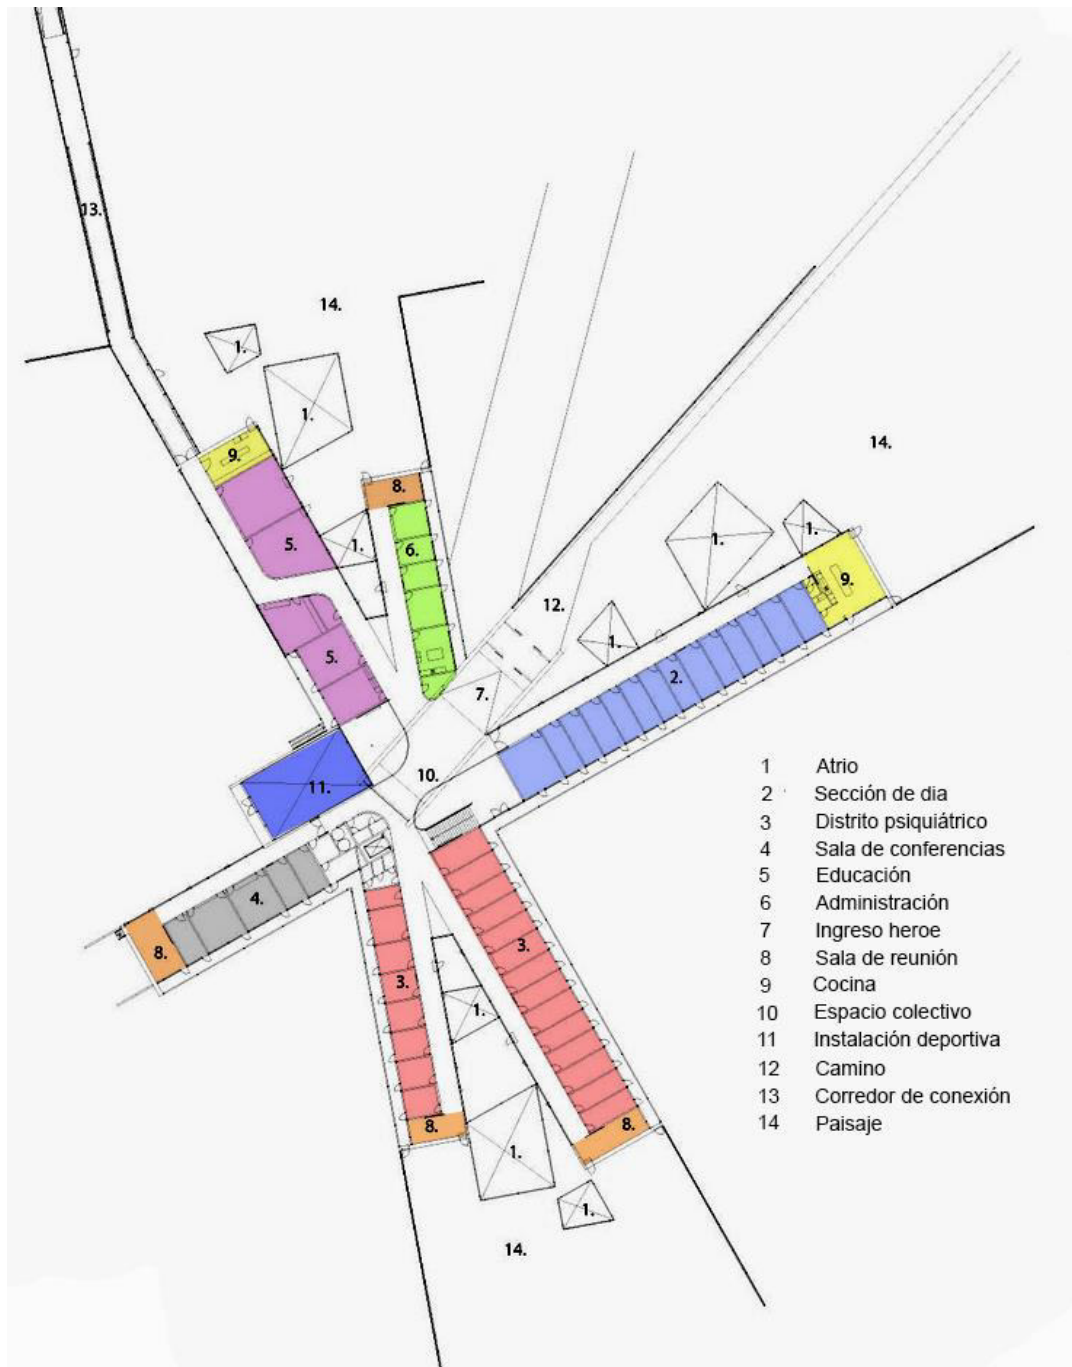 13.
14.
1.
1.
14.
9.
8.
5.
1.
6.
1.
1.
9.
12.
1.
5.
2.
7.
10.
11.
4.
8.
3.
3.
1.
8.
8.
1.
1.
14.
1 Atrio
2 Sección de dia
3 Distrito psiquiátrico
4 Sala de conferencias
5 Educación
6 Administración
7 Ingreso heroe
8 Sala de reunión
9 Cocina
10 Espacio colectivo
11 Instalación deportiva
12 Camino
13 Corredor de conexión
14 Paisaje